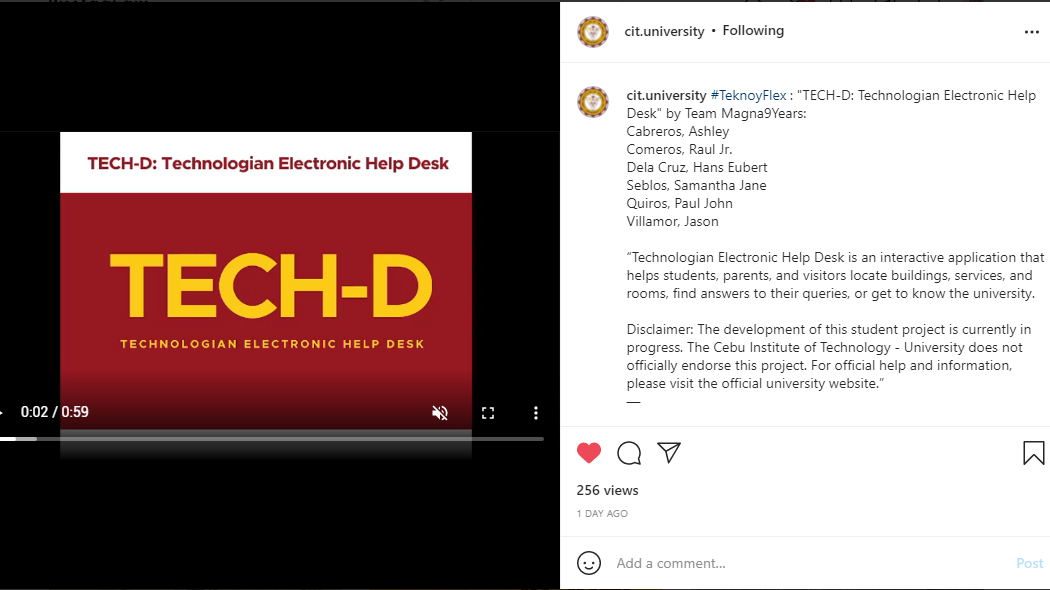 TECH-D: Technologian Electronic Help Desk
TECH-D
TECHNOLOGIAN ELECTRONIC HELP DESK
0:02 / 0:59
cit.university • Following
cit.university #TeknoyFlex : "TECH-D: Technologian Electronic Help
Desk" by Team Magna9Years:
Cabreros, Ashley
Comeros, Raul Jr.
Dela Cruz, Hans Eubert
Seblos, Samantha Jane
Quiros, Paul John
Villamor, Jason
“Technologian Electronic Help Desk is an interactive application that
helps students, parents, and visitors locate buildings, services, and
rooms, find answers to their queries, or get to know the university.
Disclaimer: The development of this student project is currently in
progress. The Cebu Institute of Technology - University does not
officially endorse this project. For official help and information,
please visit the official university website.”
—
256 views
1 DAY AGO
Add a comment...
Post